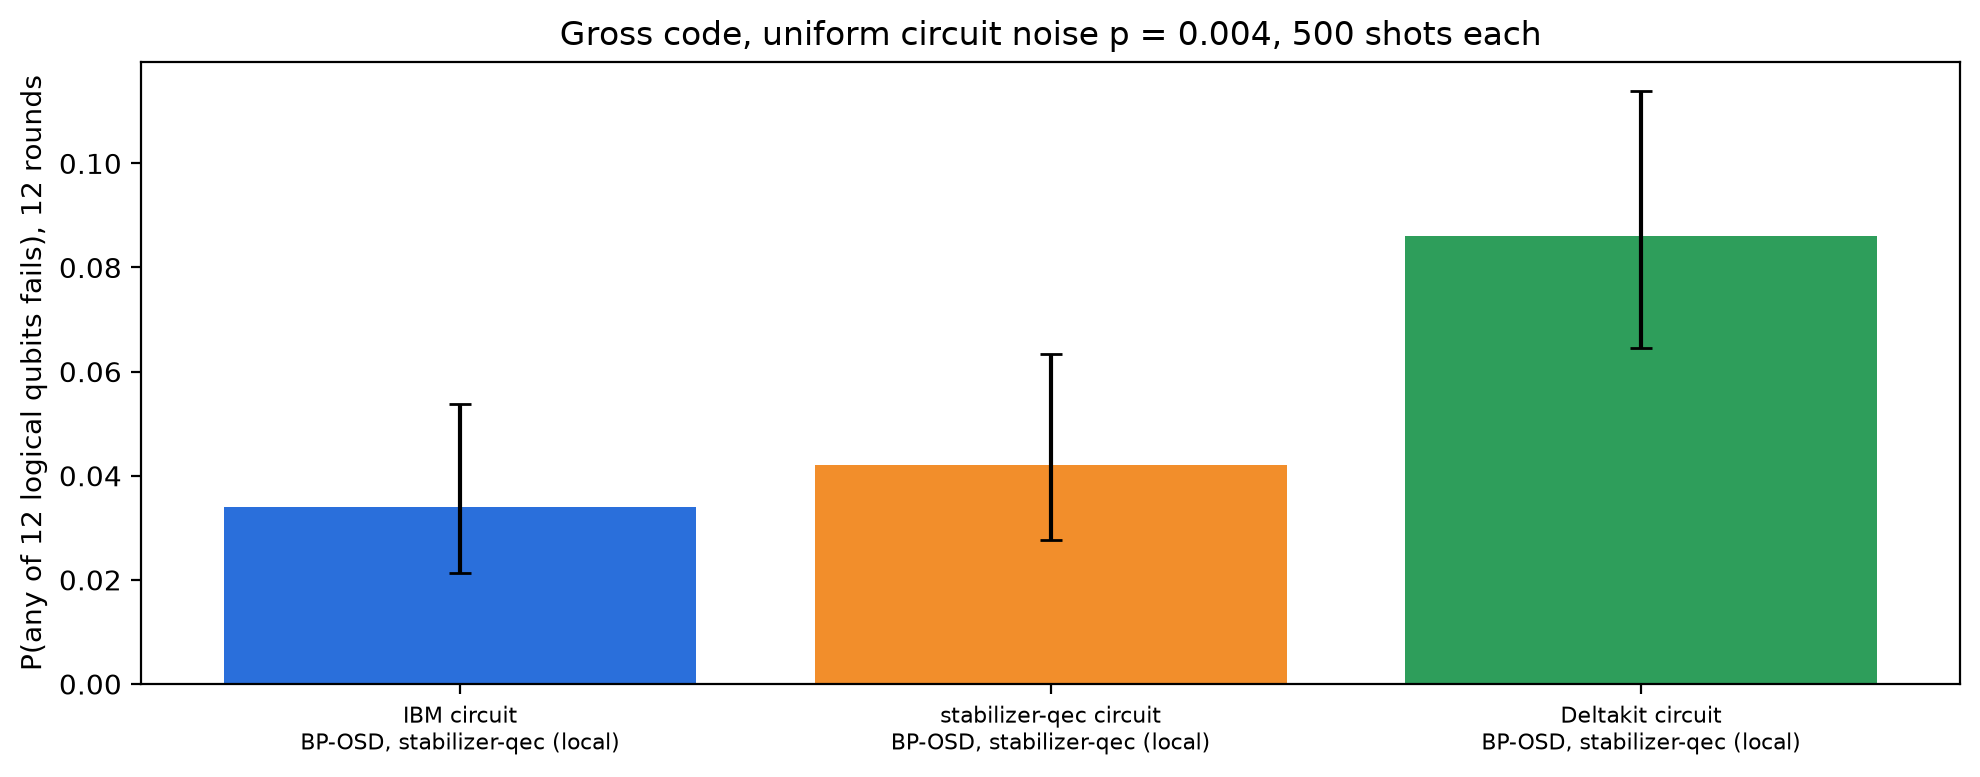 Gross code, uniform circuit noise p = 0.004, 500 shots each
P(any of 12 logical qubits fails), 12 rounds
0.10
0.08
0.06
0.04
0.02
0.00
IBM circuit
BP-OSD, stabilizer-qec (local)
stabilizer-qec circuit
BP-OSD, stabilizer-qec (local)
Deltakit circuit
BP-OSD, stabilizer-qec (local)